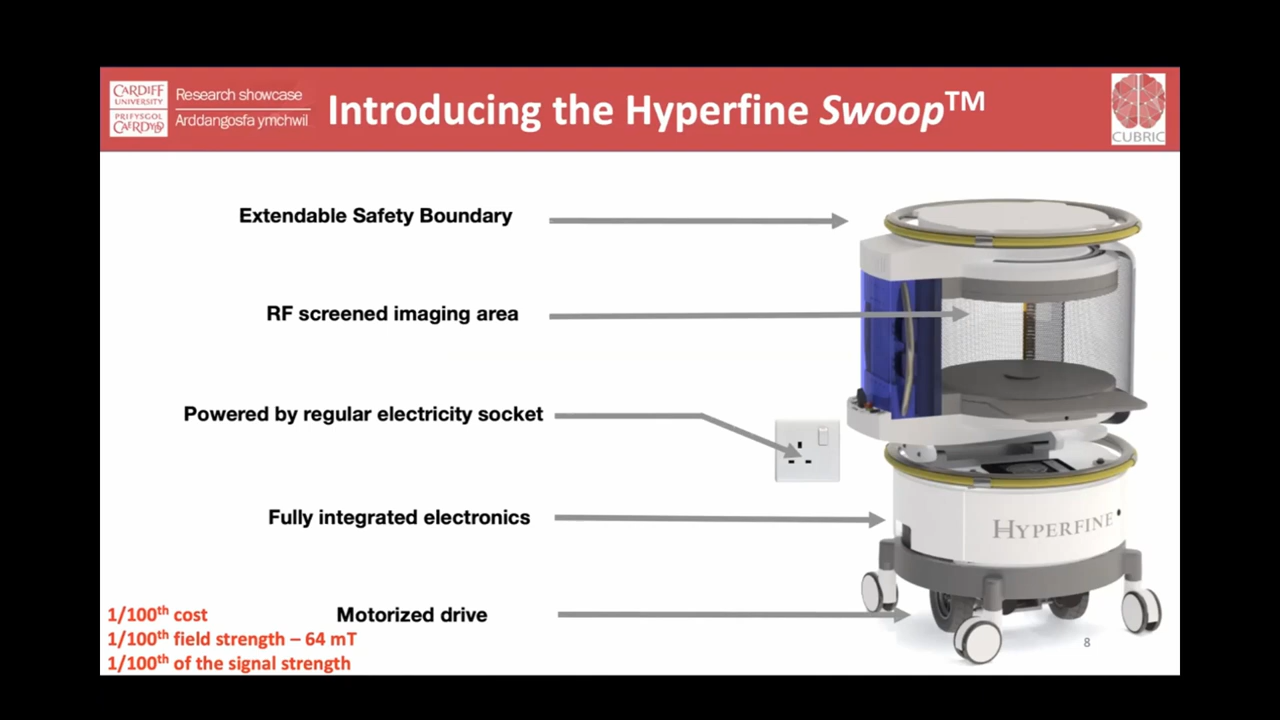 CARDIFF
UNIVERSITY
PRIFYSGOL
CAERDYDD
Research showcase
Arddangosfa ymchwil
Introducing the Hyperfine Swoop™
CUBRIC
Extendable Safety Boundary
RF screened imaging area
Powered by regular electricity socket
Fully integrated electronics
HYPERFINE
1/100th cost
Motorized drive
1/100th field strength – 64 mT
1/100th of the signal strength
8